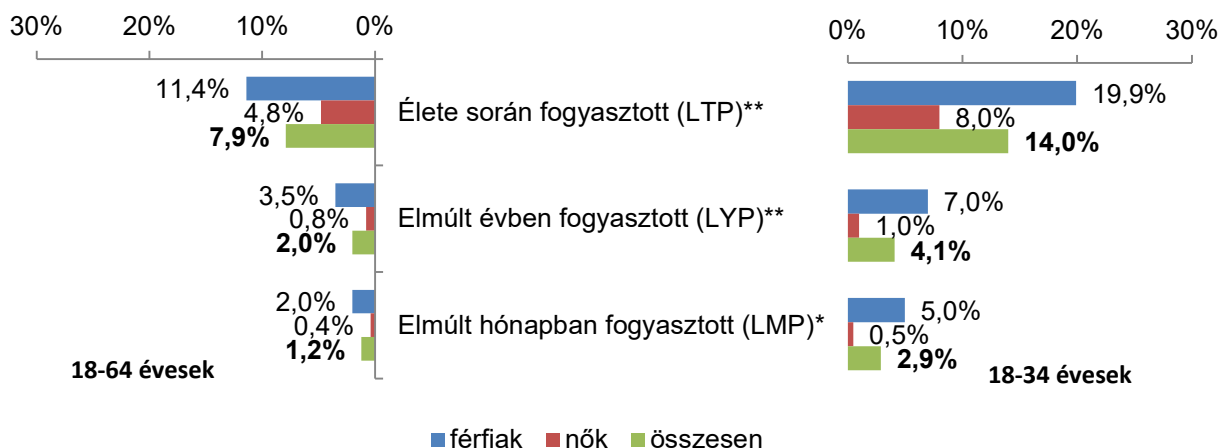 30% 20% 10% 0%
0% 10% 20% 30%
11,4%
4,8%
7,9%
Élete során fogyasztott (LTP)**
19,9%
8,0%
14,0%
3,5%
0,8%
2,0%
Elmúlt évben fogyasztott (LYP)**
7,0%
1,0%
4,1%
2,0%
0,4%
1,2%
Elmúlt hónapban fogyasztott (LMP)*
5,0%
0,5%
2,9%
18-64 évesek
18-34 évesek
férfiak nők összesen